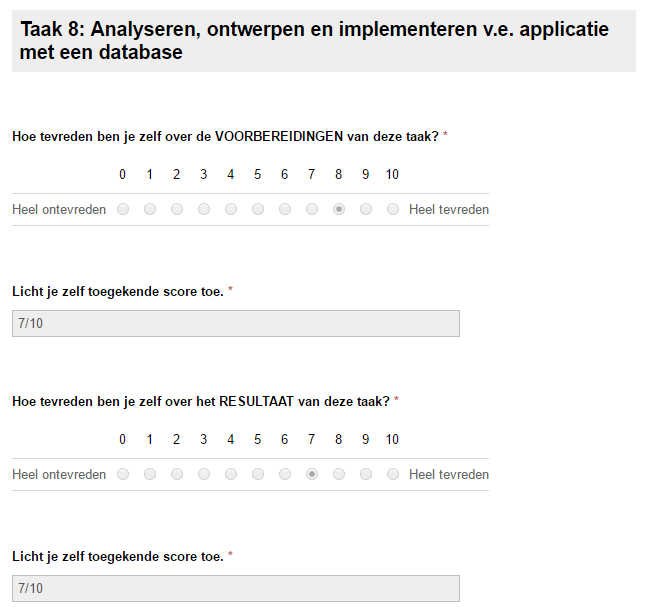 Taak 8: Analyseren, ontwerpen en implementeren v.e. applicatie
met een database
Hoe tevreden ben je zelf over de VOORBEREIDINGEN van deze taak? *
0 1 2 3 4 5 6 7 8 9 10
Heel ontevreden Heel tevreden
Licht je zelf toegekende score toe. *
7/10
Hoe tevreden ben je zelf over het RESULTAAT van deze taak? *
0 1 2 3 4 5 6 7 8 9 10
Heel ontevreden Heel tevreden
Licht je zelf toegekende score toe. *
7/10